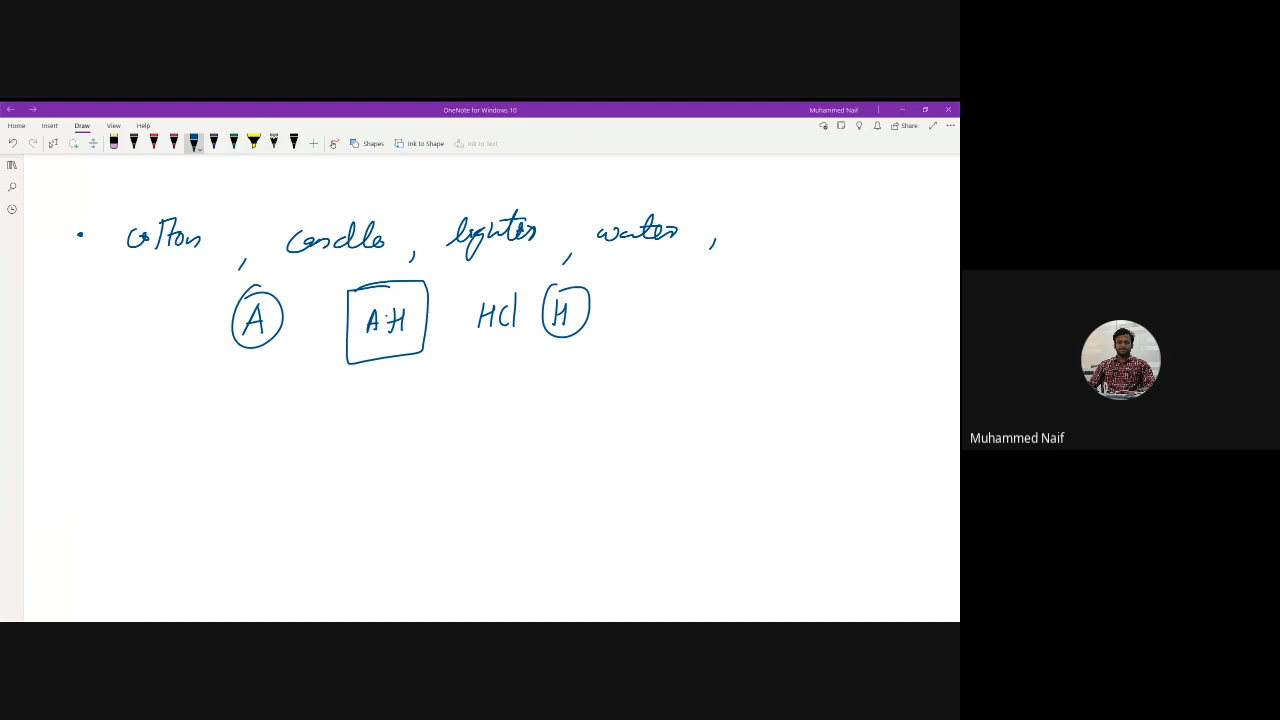 OneNote for Windows 10
Muhammed Naif
Home Insert Draw View Help
Shapes Ink to Shape Ink to Text Share
• cotton, candle, lighter, water,
A A·H HCl H
Muhammed Naif